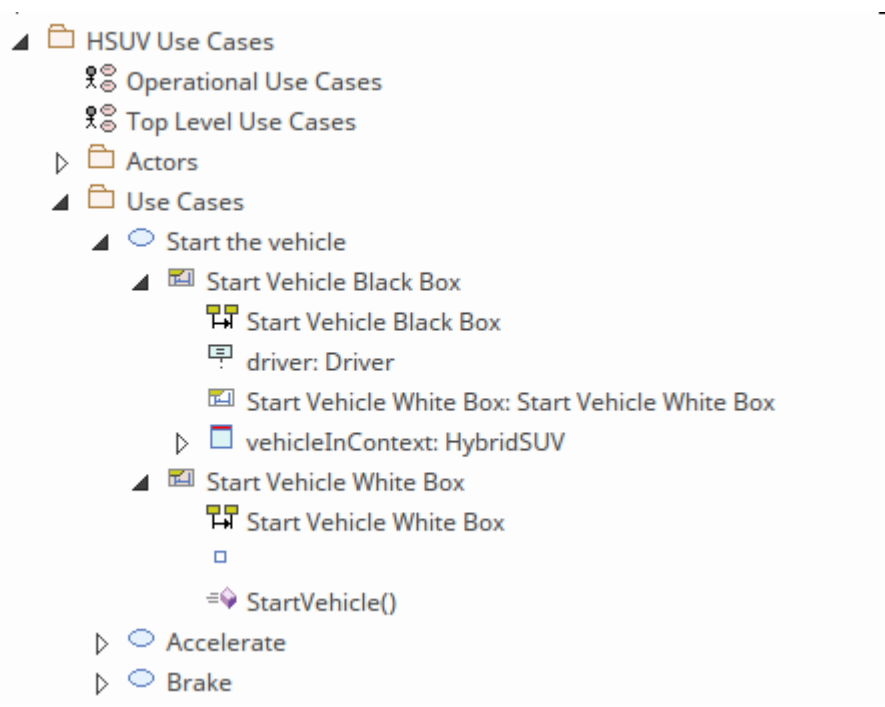 HSUV Use Cases
Operational Use Cases
Top Level Use Cases
Actors
Use Cases
Start the vehicle
Start Vehicle Black Box
Start Vehicle Black Box
driver: Driver
Start Vehicle White Box: Start Vehicle White Box
vehicleInContext: HybridSUV
Start Vehicle White Box
Start Vehicle White Box
StartVehicle()
Accelerate
Brake